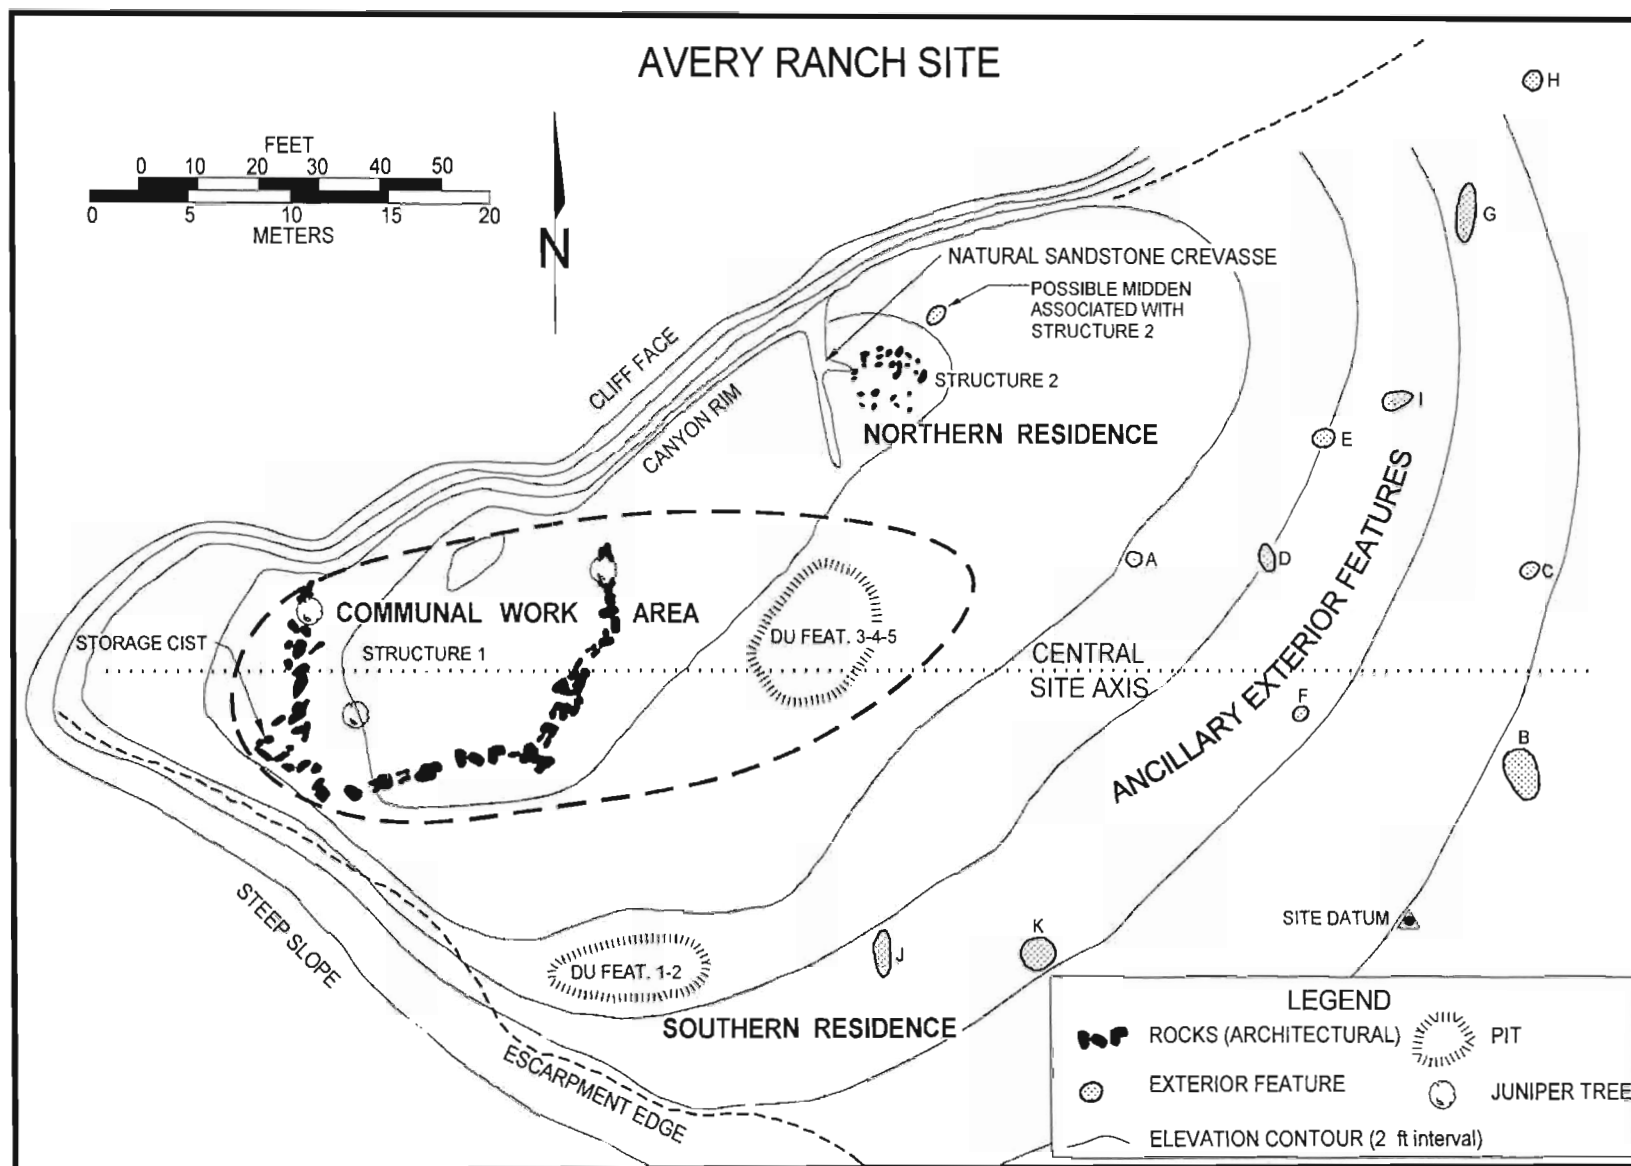 AVERY RANCH SITE
H
FEET
0 10 20 30 40 50
0 5 10 15 20
METERS
N
G
NATURAL SANDSTONE CREVASSE
POSSIBLE MIDDEN
ASSOCIATED WITH
STRUCTURE 2
CLIFF FACE
CANYON RIM
STRUCTURE 2
I
NORTHERN RESIDENCE
E
A
D
C
COMMUNAL WORK AREA
STORAGE CIST
STRUCTURE 1
DU FEAT. 3-4-5
CENTRAL
SITE AXIS
ANCILLARY EXTERIOR FEATURES
F
B
STEEP SLOPE
SITE DATUM
K
J
DU FEAT. 1-2
SOUTHERN RESIDENCE
ESCARPMENT EDGE
LEGEND
ROCKS (ARCHITECTURAL)
PIT
EXTERIOR FEATURE
JUNIPER TREE
ELEVATION CONTOUR (2 ft interval)